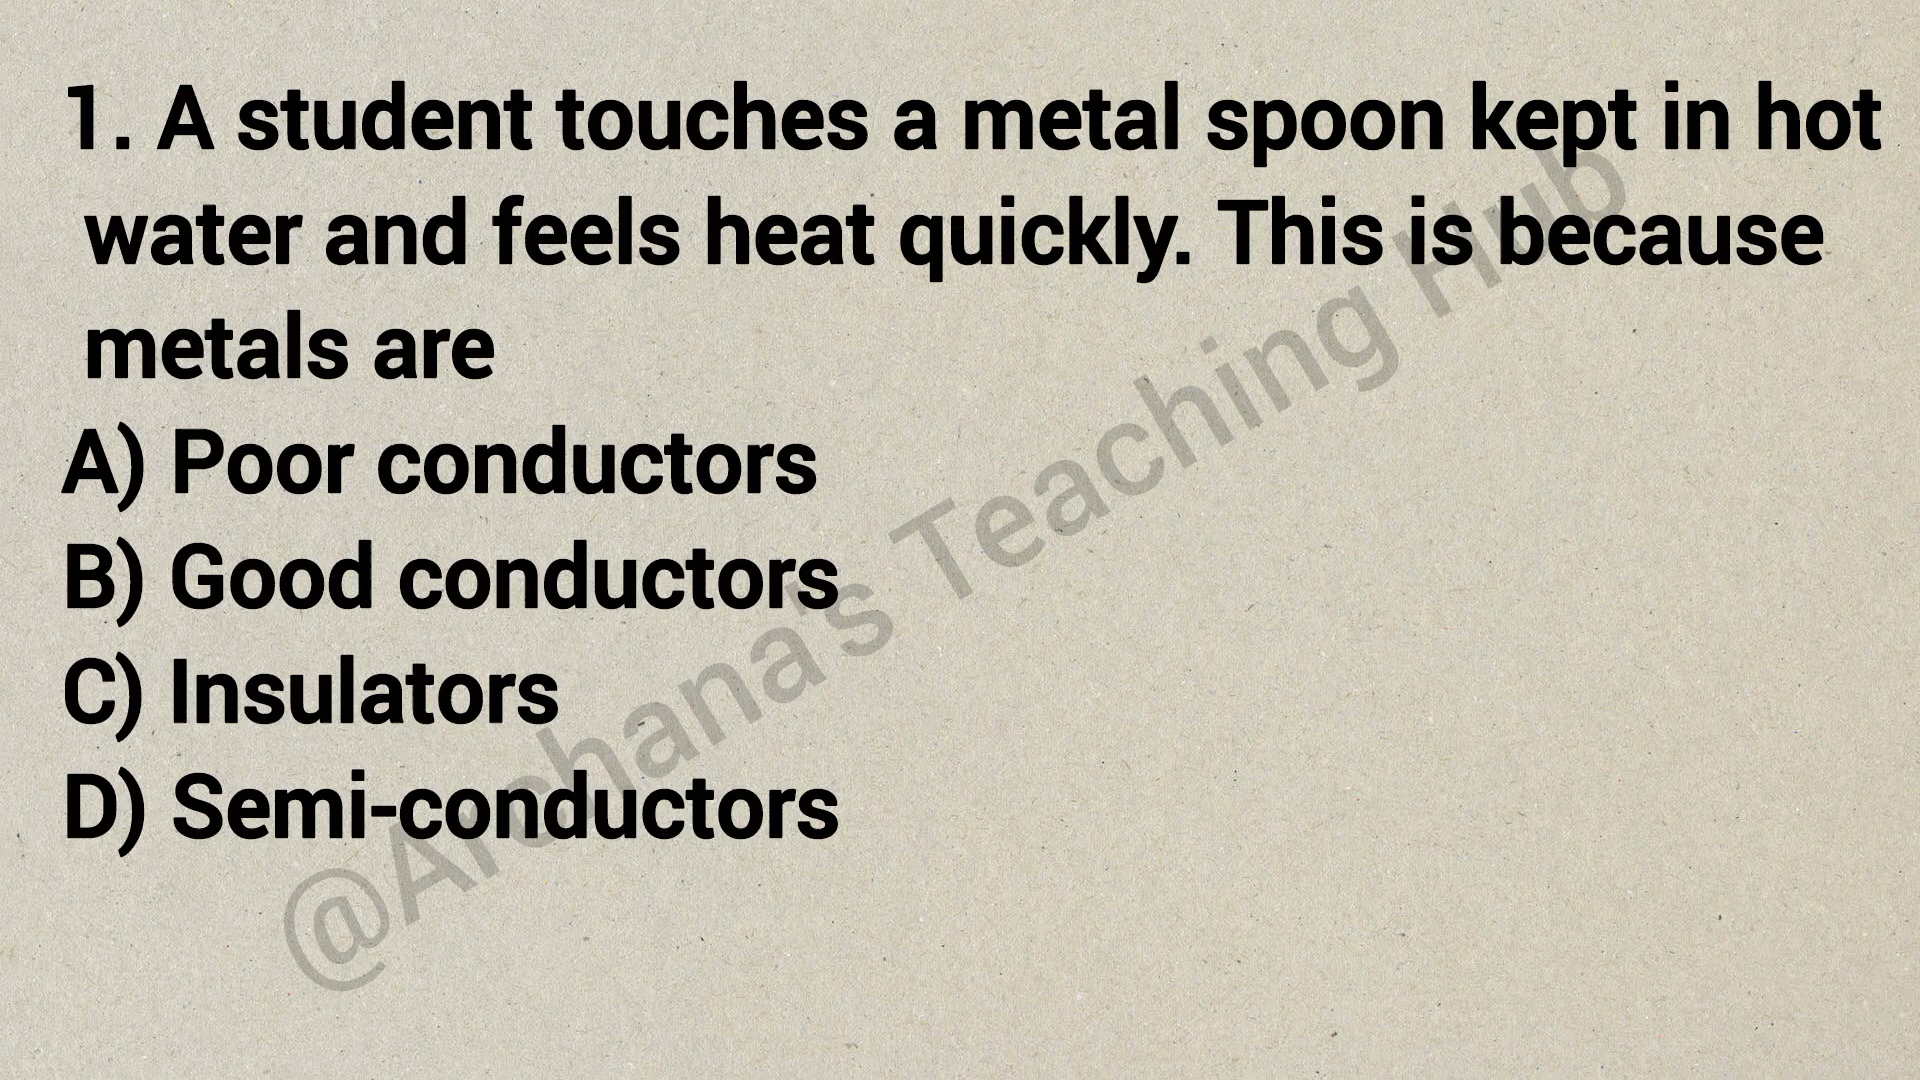 1. A student touches a metal spoon kept in hot
water and feels heat quickly. This is because
metals are
A) Poor conductors
B) Good conductors
C) Insulators
D) Semi-conductors
@Archana's Teaching Hub